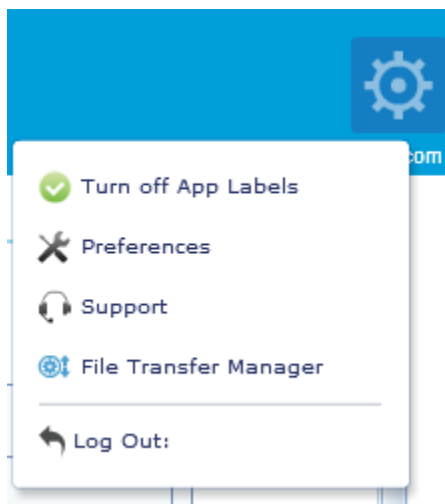 com
Turn off App Labels
Preferences
Support
File Transfer Manager
Log Out: